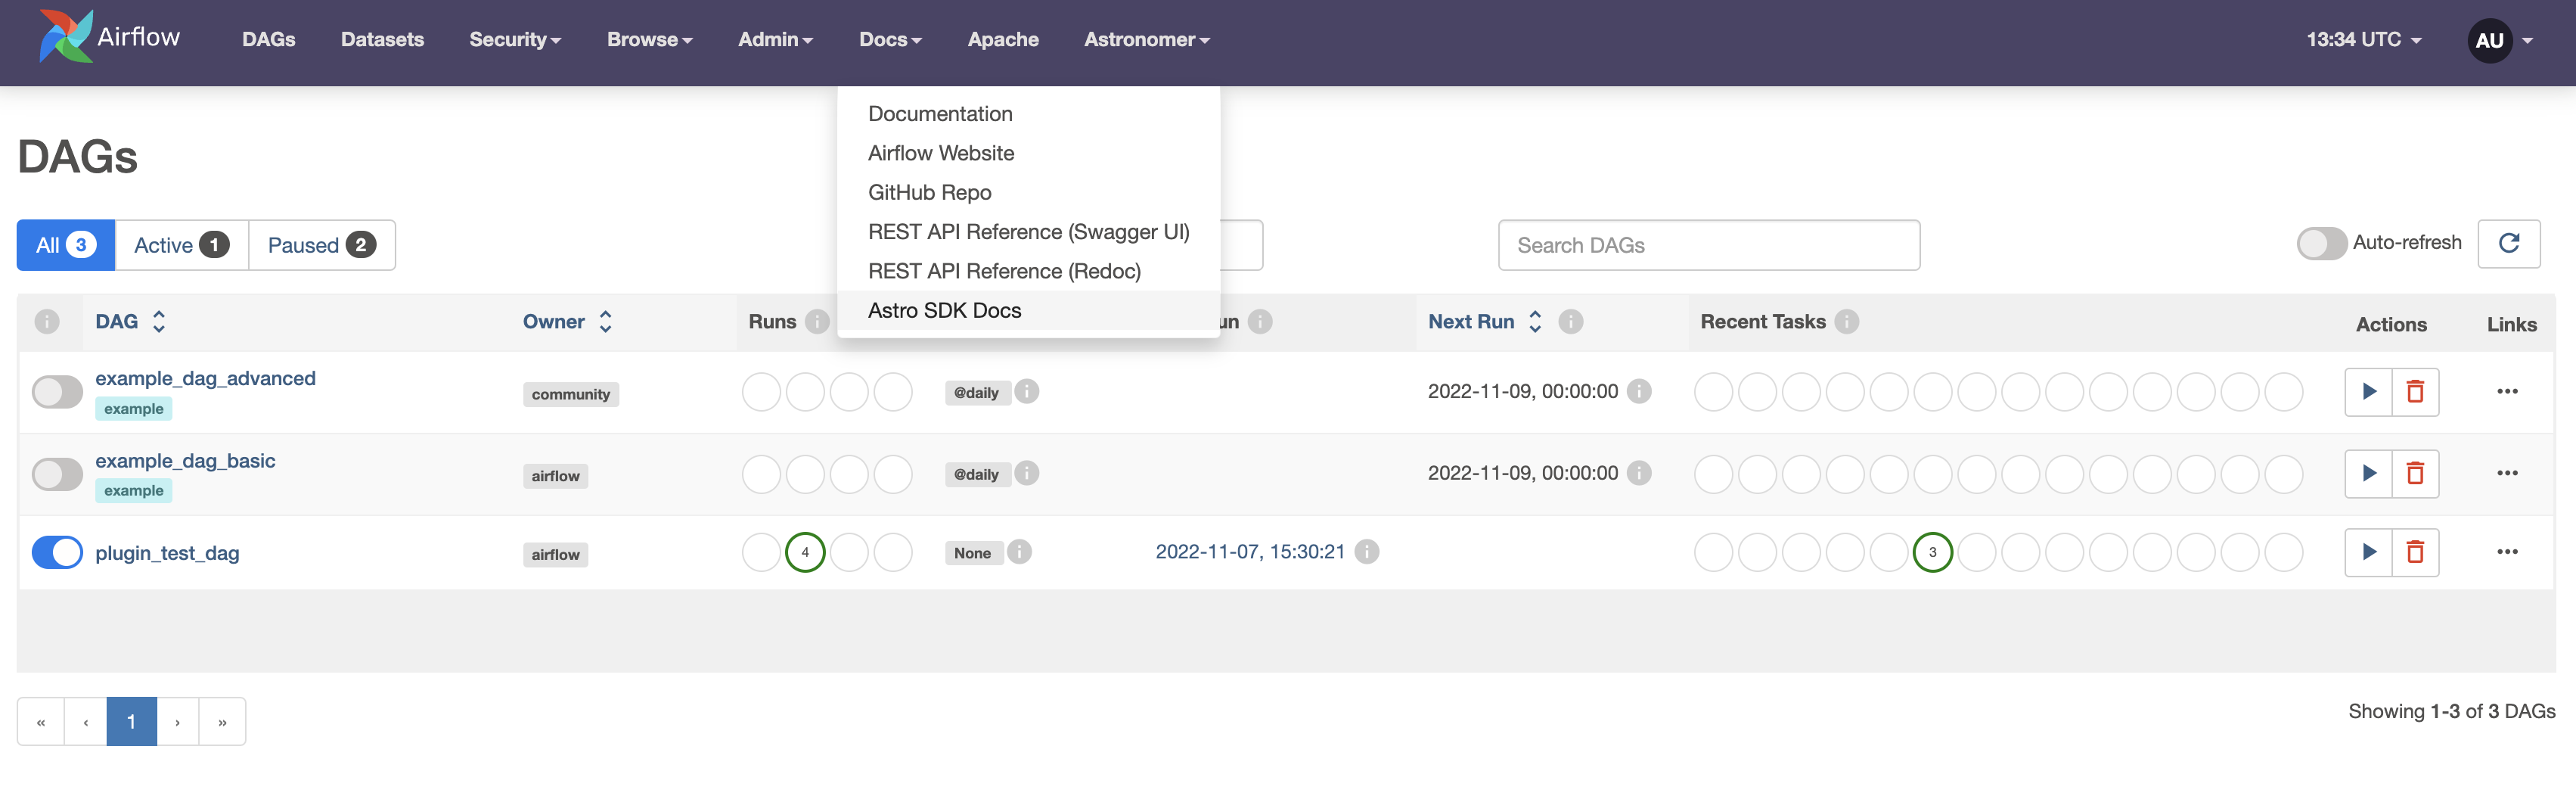 Airflow DAGs Datasets Security Browse Admin Docs Apache Astronomer 13:34 UTC AU
Documentation
Airflow Website
GitHub Repo
REST API Reference (Swagger UI)
REST API Reference (Redoc)
Astro SDK Docs
DAGs
All 3 Active 1 Paused 2 Search DAGs Auto-refresh
DAG Owner Runs Next Run Recent Tasks Actions Links
example_dag_advanced
example
community @daily 2022-11-09, 00:00:00
example_dag_basic
example
airflow @daily 2022-11-09, 00:00:00
plugin_test_dag airflow 4 None 2022-11-07, 15:30:21 3
« ‹ 1 › »
Showing 1-3 of 3 DAGs